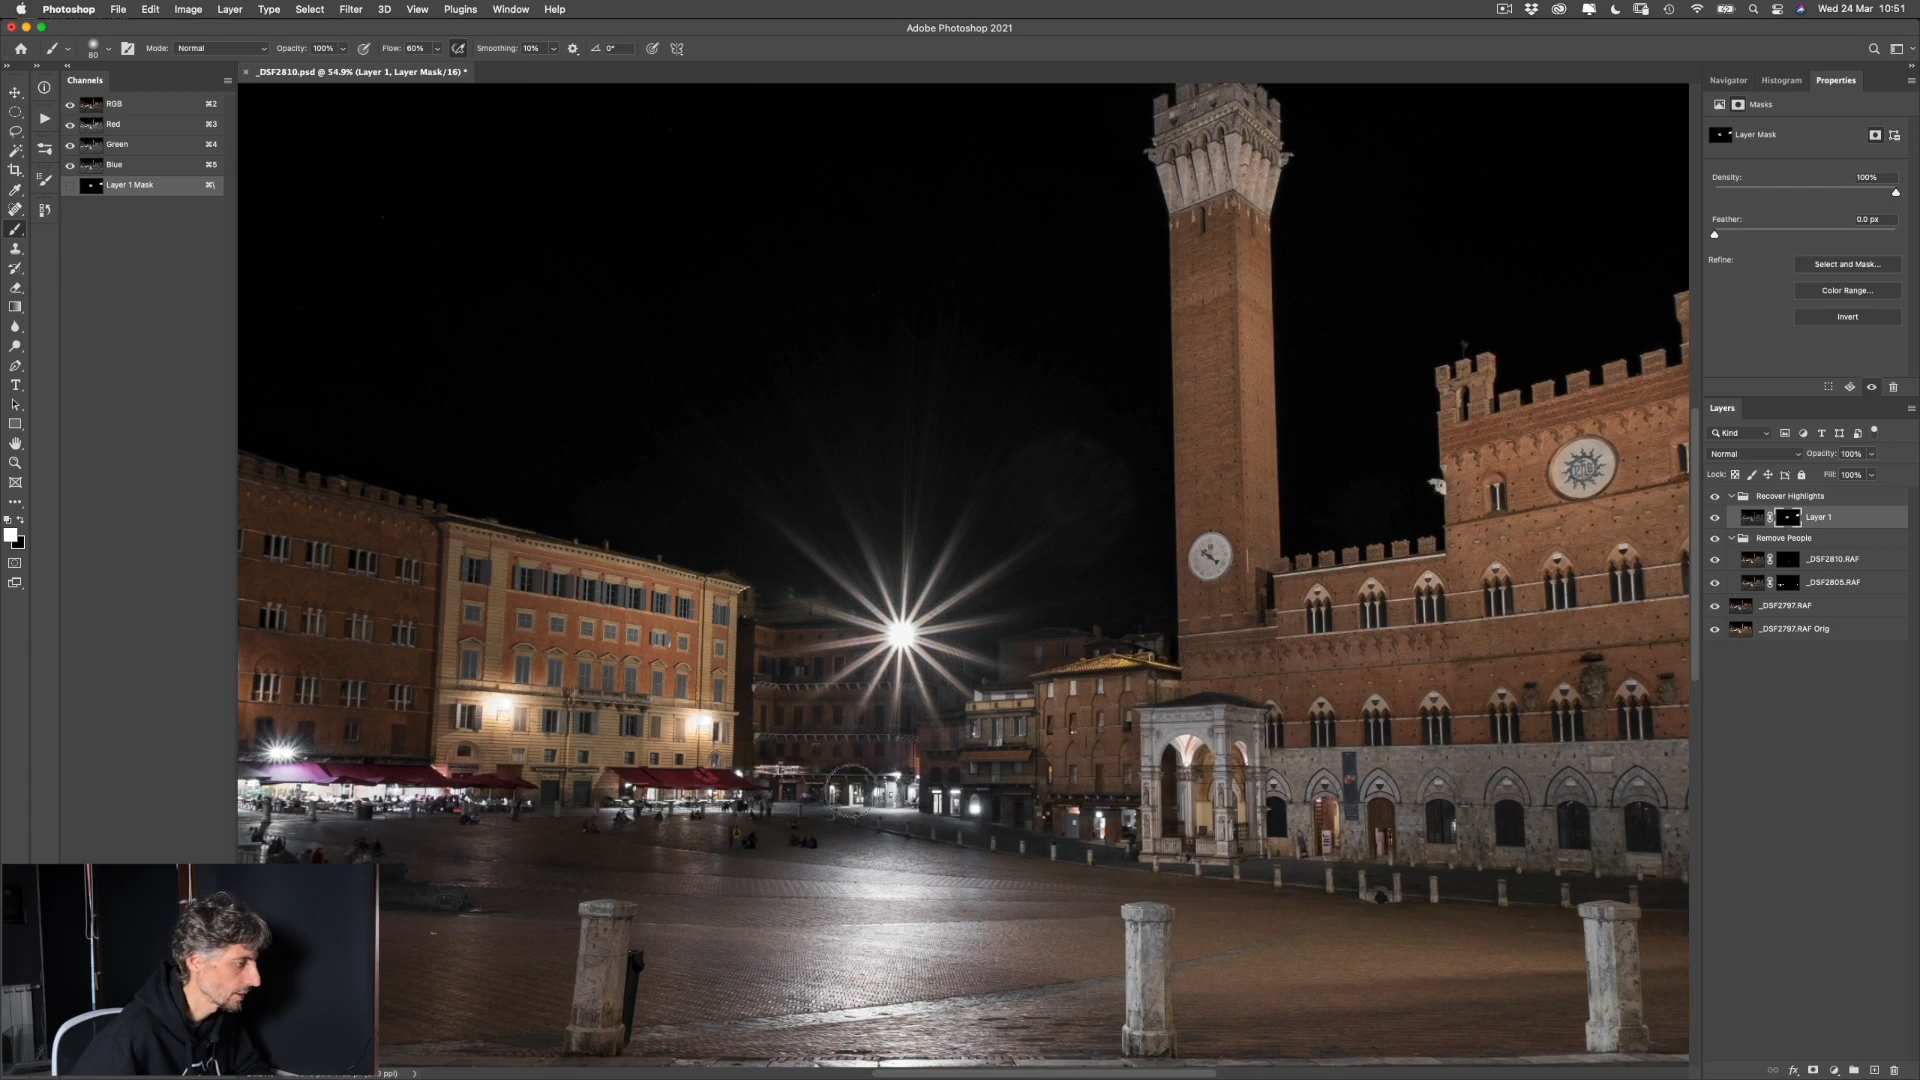 Photoshop File Edit Image Layer Type Select Filter 3D View Plugins Window Help
Wed 24 Mar 10:51
Adobe Photoshop 2021
80 Mode: Normal Opacity: 100% Flow: 60% Smoothing: 10% 0°
Channels
_DSF2810.psd @ 54.9% (Layer 1, Layer Mask/16) *
Navigator Histogram Properties
RGB ⌘2
Red ⌘3
Green ⌘4
Blue ⌘5
Layer 1 Mask ⌘\
Masks
Layer Mask
Density: 100%
Feather: 0.0 px
Refine:
Select and Mask...
Color Range...
Invert
Layers
Kind
Normal Opacity: 100%
Lock: Fill: 100%
Recover Highlights
Layer 1
Remove People
_DSF2810.RAF
_DSF2805.RAF
_DSF2797.RAF
_DSF2797.RAF Orig
ppi)